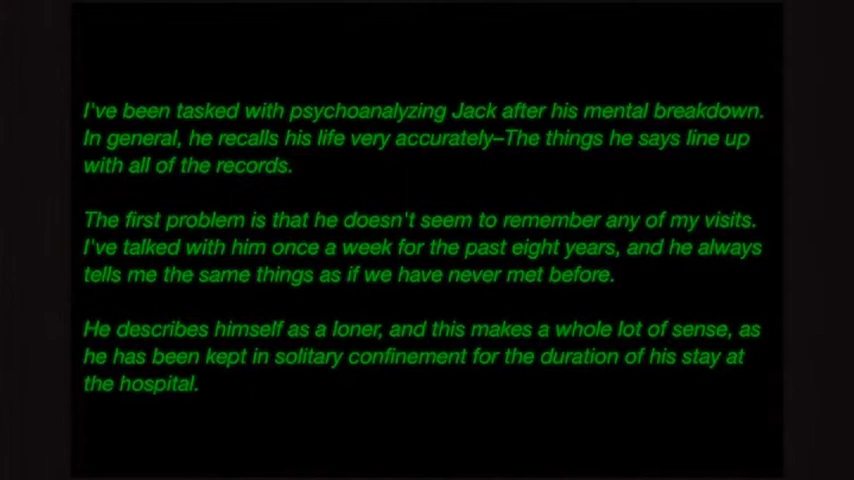 I've been tasked with psychoanalyzing Jack after his mental breakdown.
In general, he recalls his life very accurately–The things he says line up
with all of the records.
The first problem is that he doesn't seem to remember any of my visits.
I've talked with him once a week for the past eight years, and he always
tells me the same things as if we have never met before.
He describes himself as a loner, and this makes a whole lot of sense, as
he has been kept in solitary confinement for the duration of his stay at
the hospital.